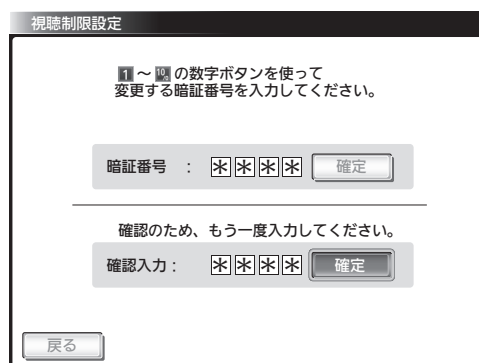 視聴制限設定
1 ～ 10 の数字ボタンを使って
変更する暗証番号を入力してください。
暗証番号 ： ＊＊＊＊ 確定
確認のため、もう一度入力してください。
確認入力： ＊＊＊＊ 確定
戻る